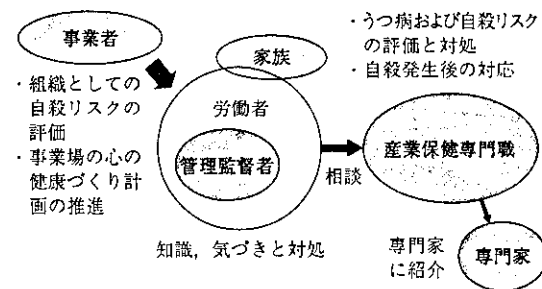 事業者
・組織としての
自殺リスクの
評価
・事業場の心の
健康づくり計
画の推進
家族
労働者
管理監督者
知識，気づきと対処
相談
・うつ病および自殺リスク
の評価と対処
・自殺発生後の対応
産業保健専門職
専門家
に紹介
専門家